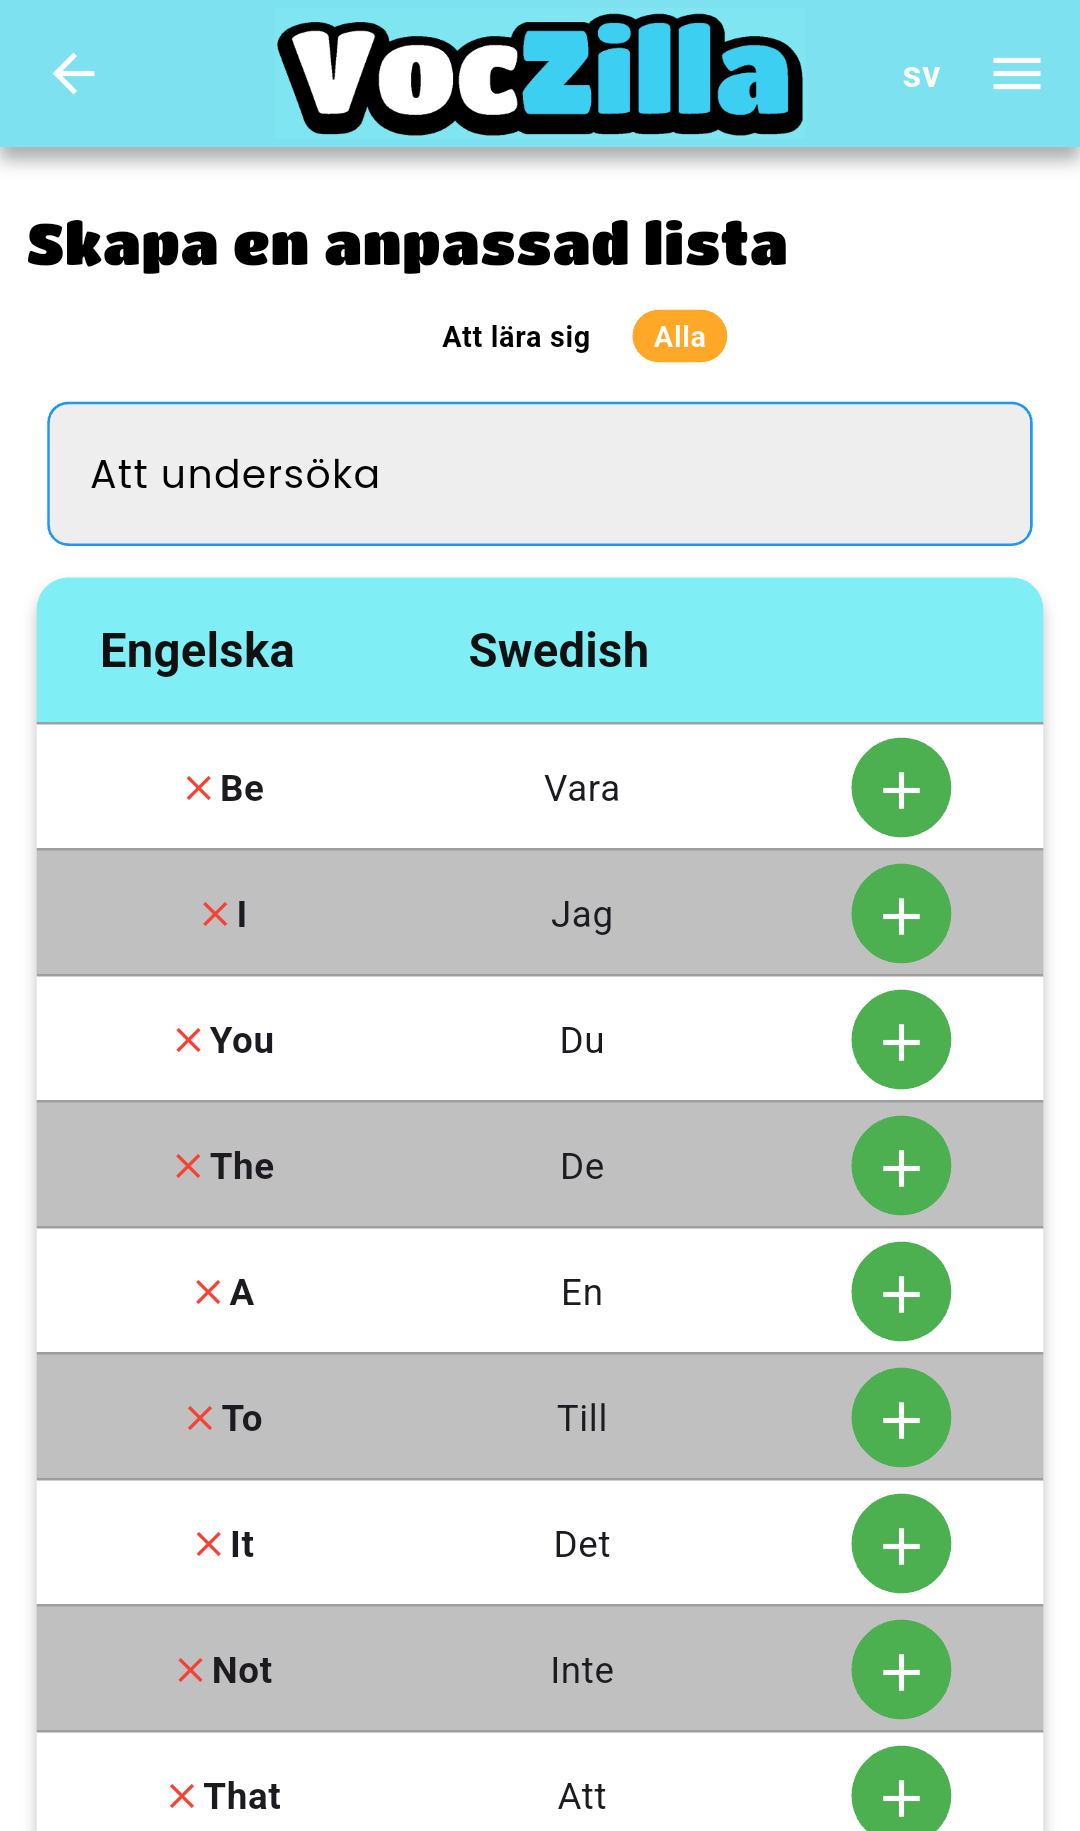 VocZilla
sv
Skapa en anpassad lista
Att lära sig Alla
Att undersöka
Engelska Swedish
Be Vara
I Jag
You Du
The De
A En
To Till
It Det
Not Inte
That Att